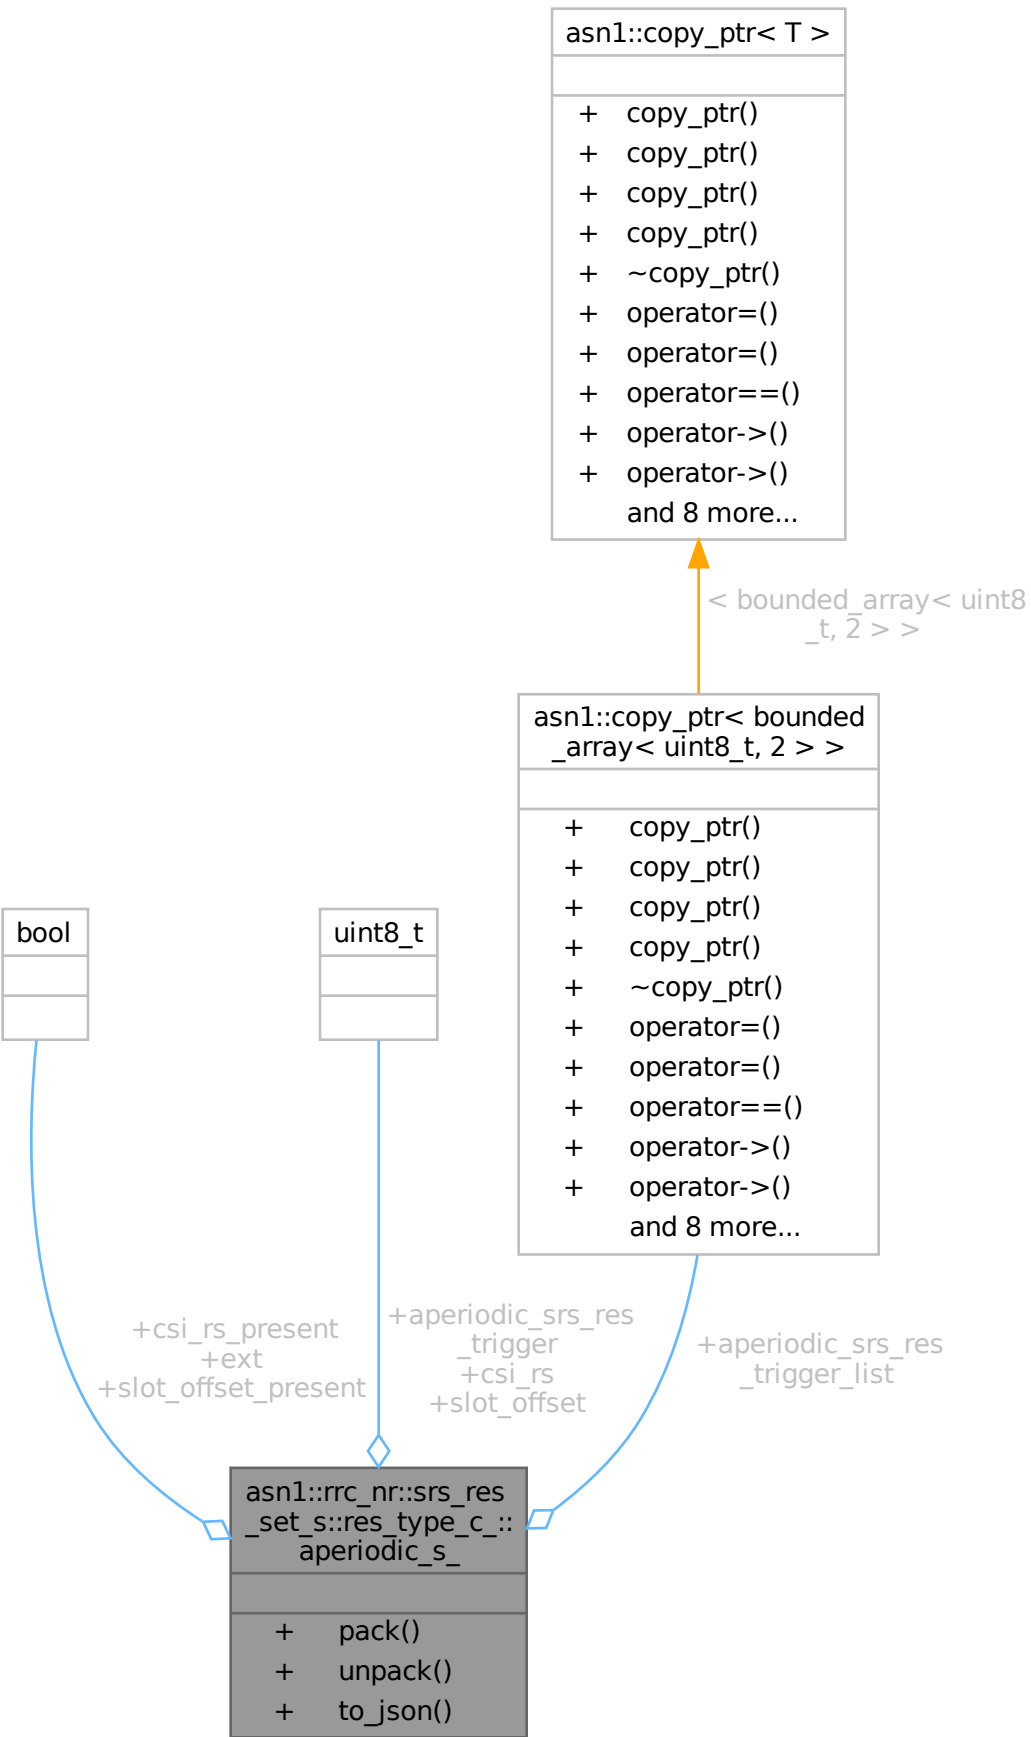 asn1::copy_ptr< T >
+ copy_ptr()
+ copy_ptr()
+ copy_ptr()
+ copy_ptr()
+ ~copy_ptr()
+ operator=()
+ operator=()
+ operator==()
+ operator->()
+ operator->()
and 8 more...
< bounded_array< uint8
_t, 2 > >
asn1::copy_ptr< bounded
_array< uint8_t, 2 > >
+ copy_ptr()
+ copy_ptr()
+ copy_ptr()
+ copy_ptr()
+ ~copy_ptr()
+ operator=()
+ operator=()
+ operator==()
+ operator->()
+ operator->()
and 8 more...
bool
uint8_t
+csi_rs_present
+ext
+slot_offset_present
+aperiodic_srs_res
_trigger
+csi_rs
+slot_offset
+aperiodic_srs_res
_trigger_list
asn1::rrc_nr::srs_res
_set_s::res_type_c_::
aperiodic_s_
+ pack()
+ unpack()
+ to_json()